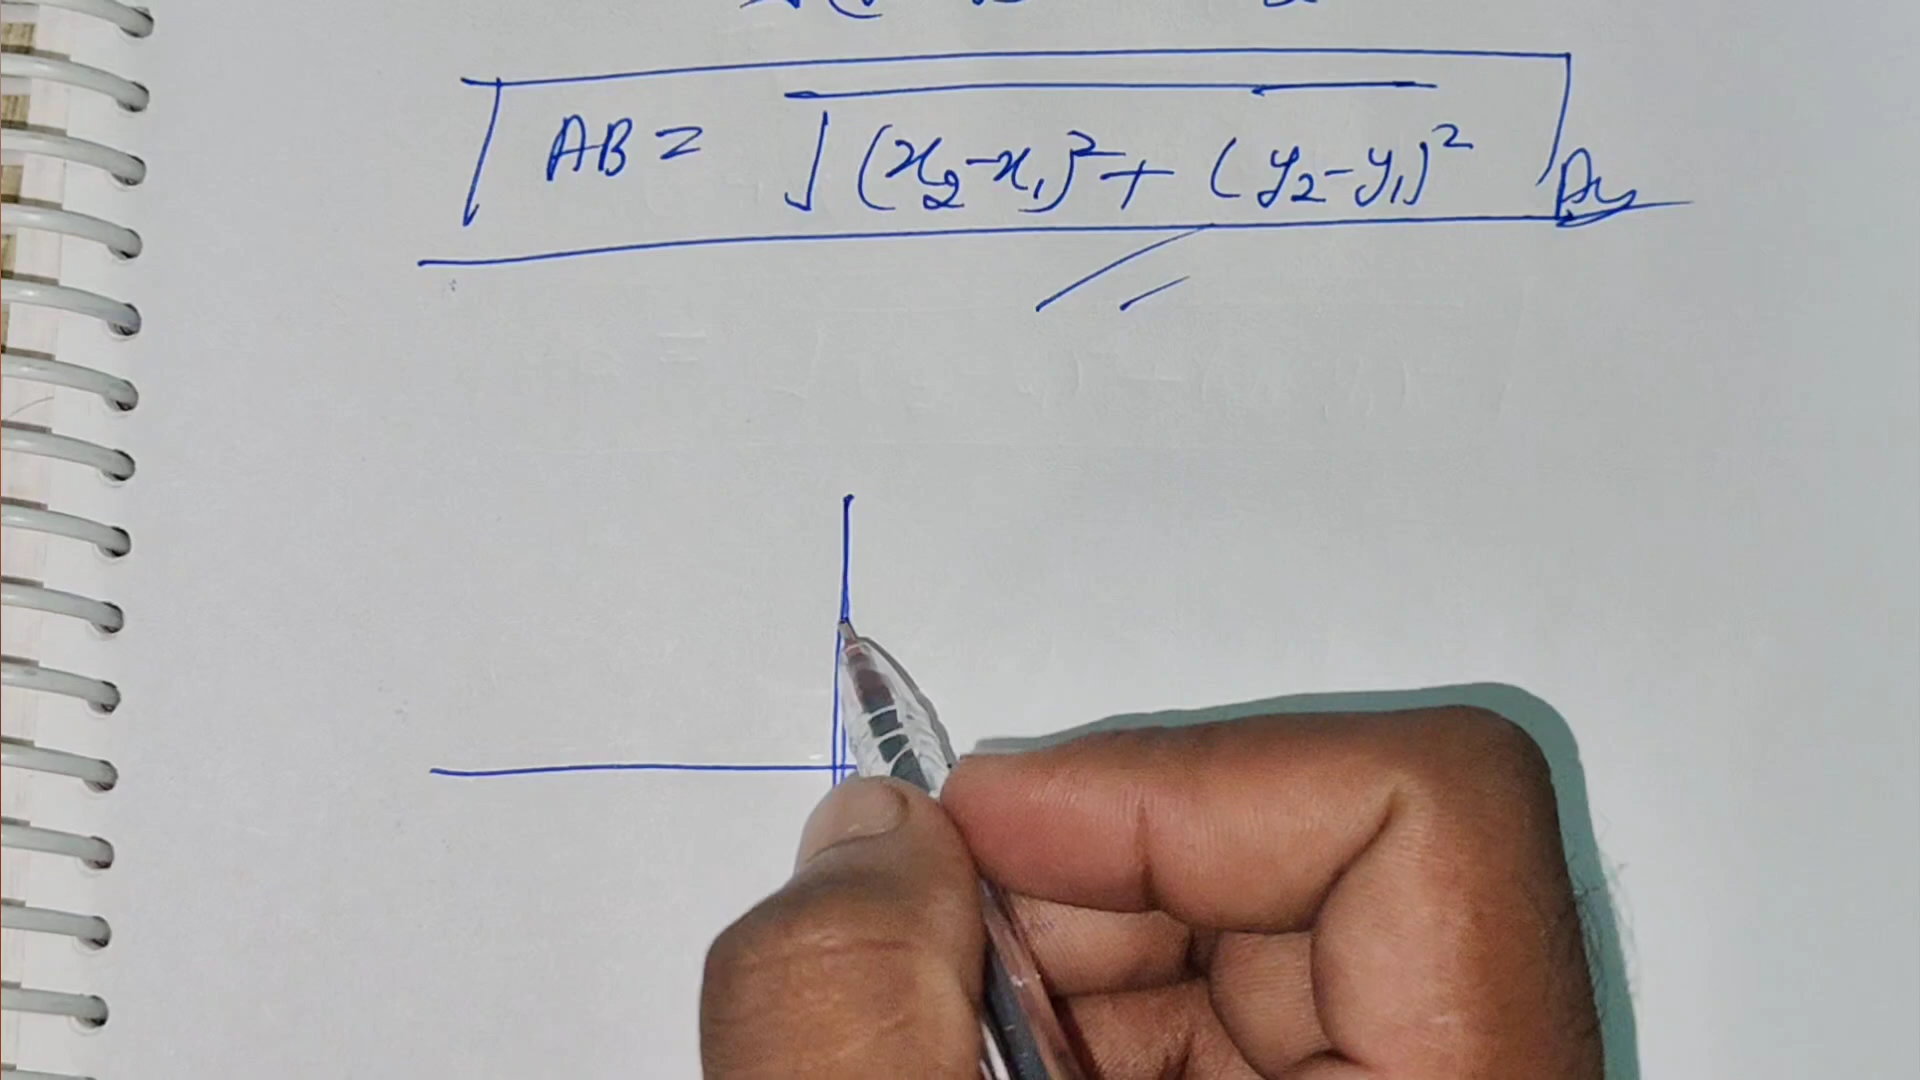 AB = √(x₂-x₁)² + (y₂-y₁)²